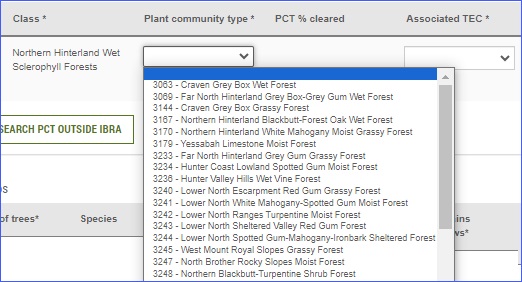 Class * Plant community type * PCT % cleared Associated TEC *
Northern Hinterland Wet
Sclerophyll Forests
3063 - Craven Grey Box Wet Forest
3069 - Far North Hinterland Grey Box-Grey Gum Wet Forest
3144 - Craven Grey Box Grassy Forest
3167 - Northern Hinterland Blackbutt-Forest Oak Wet Forest
3170 - Northern Hinterland White Mahogany Moist Grassy Forest
3179 - Yessabah Limestone Moist Forest
3233 - Far North Hinterland Grey Gum Grassy Forest
3234 - Hunter Coast Lowland Spotted Gum Moist Forest
3236 - Hunter Valley Hills Wet Vine Forest
3240 - Lower North Escarpment Red Gum Grassy Forest
3241 - Lower North White Mahogany-Spotted Gum Moist Forest
3242 - Lower North Ranges Turpentine Moist Forest
3243 - Lower North Sheltered Valley Red Gum Forest
3244 - Lower North Spotted Gum-Mahogany-Ironbark Sheltered Forest
3245 - West Mount Royal Slopes Grassy Forest
3247 - North Brother Rocky Slopes Moist Forest
3248 - Northern Blackbutt-Turpentine Shrub Forest
SEARCH PCT OUTSIDE IBRA
of trees* Species